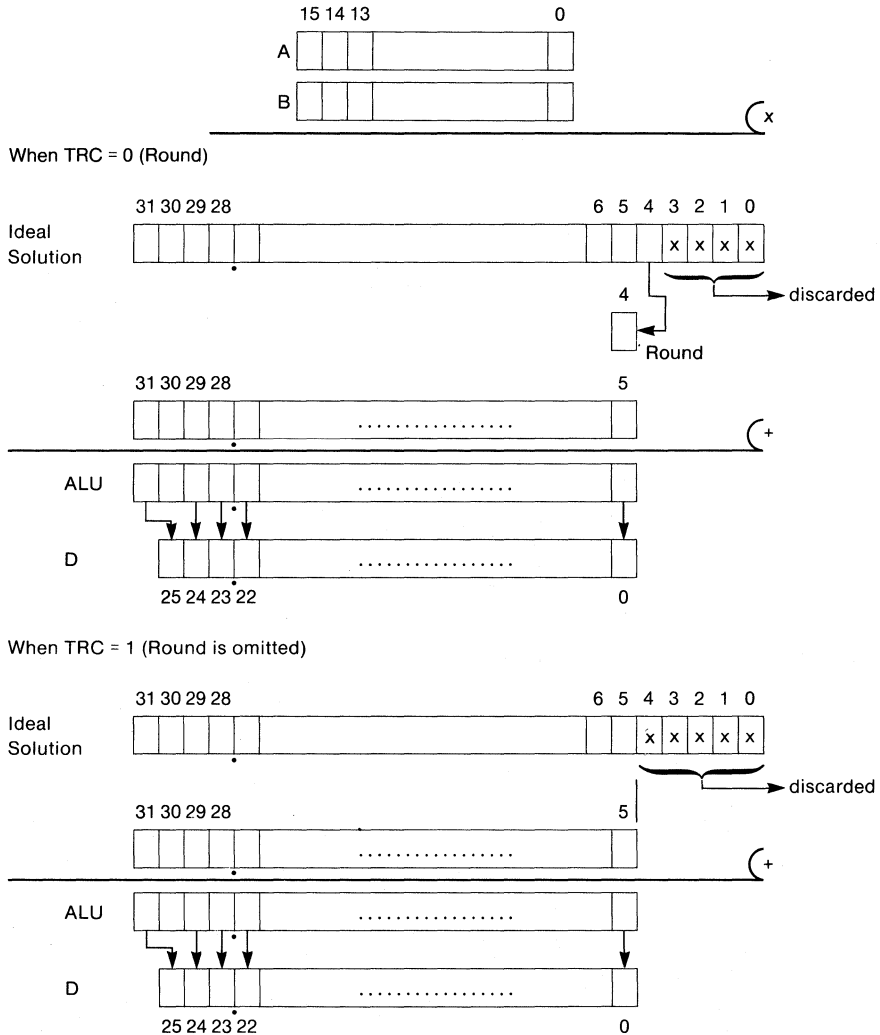 15 14 13 0
A
B
x
When TRC = 0 (Round)
31 30 29 28 6 5 4 3 2 1 0
Ideal
Solution
x x x x
discarded
4
Round
31 30 29 28 5
..................
+
ALU
..................
D
..................
25 24 23 22 0
When TRC = 1 (Round is omitted)
31 30 29 28 6 5 4 3 2 1 0
Ideal
Solution
x x x x x
discarded
31 30 29 28 5
..................
+
ALU
..................
D
..................
25 24 23 22 0